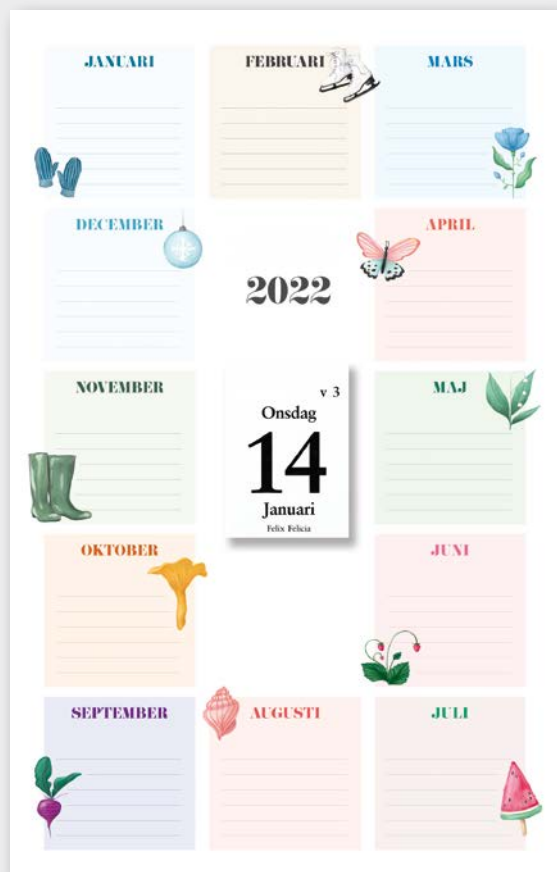 JANUARI
FEBRUARI
MARS
DECEMBER
APRIL
2022
NOVEMBER
MAJ
v 3
Onsdag
14
Januari
Felix Felicia
OKTOBER
JUNI
SEPTEMBER
AUGUSTI
JULI